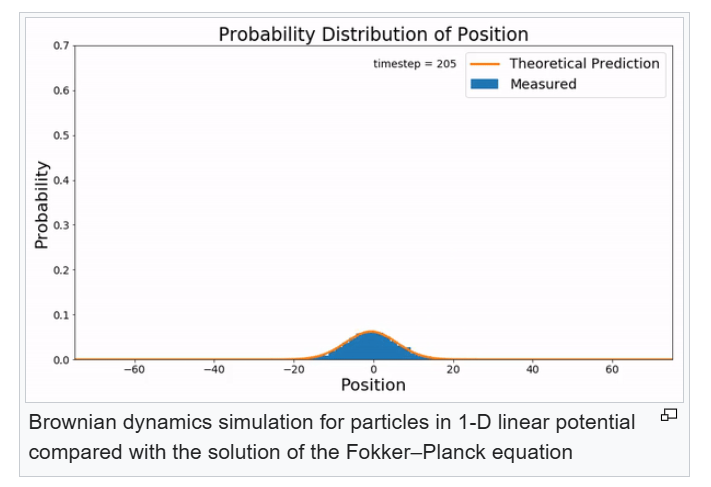 Probability Distribution of Position
0.7
timestep = 205
Theoretical Prediction
Measured
0.6
0.5
0.4
0.3
0.2
0.1
0.0
Probability
−60
−40
−20
0
20
40
60
Position
Brownian dynamics simulation for particles in 1-D linear potential
compared with the solution of the Fokker–Planck equation